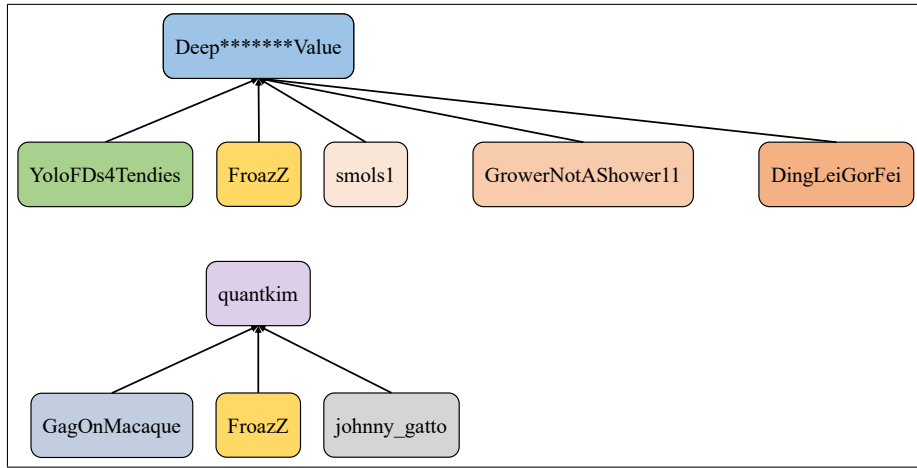 Deep*******Value
YoloFDs4Tendies FroazZ smols1 GrowerNotAShower11 DingLeiGorFei
quantkim
GagOnMacaque FroazZ johnny_gatto